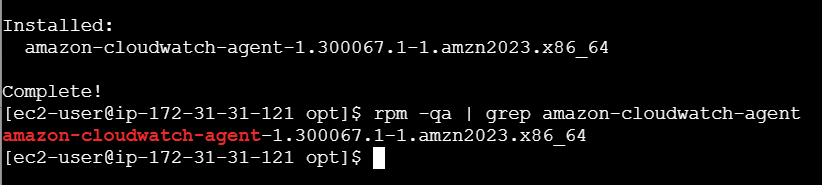 Installed:
  amazon-cloudwatch-agent-1.300067.1-1.amzn2023.x86_64
Complete!
[ec2-user@ip-172-31-31-121 opt]$ rpm -qa | grep amazon-cloudwatch-agent
amazon-cloudwatch-agent-1.300067.1-1.amzn2023.x86_64
[ec2-user@ip-172-31-31-121 opt]$